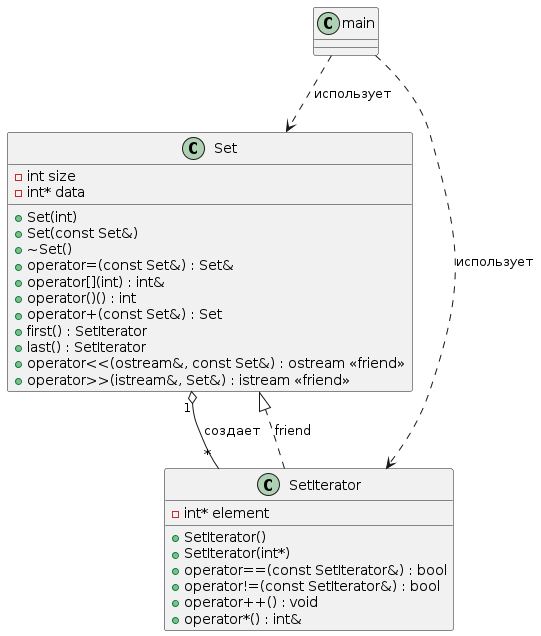 C main
использует
C Set
int size
int* data
Set(int)
Set(const Set&)
~Set()
operator=(const Set&) : Set&
operator[](int) : int&
operator()() : int
operator+(const Set&) : Set
first() : SetIterator
last() : SetIterator
operator<<(ostream&, const Set&) : ostream «friend»
operator>>(istream&, Set&) : istream «friend»
использует
1
создает
friend
*
C SetIterator
int* element
SetIterator()
SetIterator(int*)
operator==(const SetIterator&) : bool
operator!=(const SetIterator&) : bool
operator++() : void
operator*() : int&